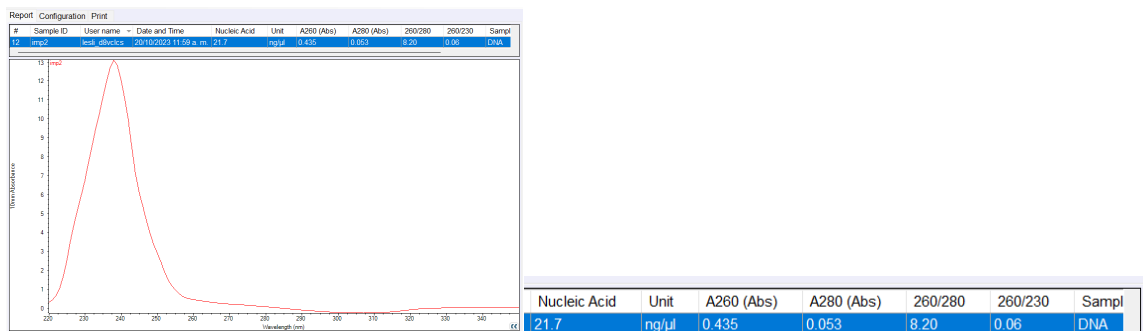 Report Configuration Print
# Sample ID User name Date and Time Nucleic Acid Unit A260 (Abs) A280 (Abs) 260/280 260/230 Sampl
12 imp2 lesli_d8vclcs 20/10/2023 11:59 a. m. 21.7 ng/µl 0.435 0.053 8.20 0.06 DNA
13 imp2
12
11
10
9
8
7
6
5
4
3
2
1
0
10mm Absorbance
220 230 240 250 260 270 280 290 300 310 320 330 340
Wavelength (nm)
Nucleic Acid Unit A260 (Abs) A280 (Abs) 260/280 260/230 Sampl
21.7 ng/µl 0.435 0.053 8.20 0.06 DNA